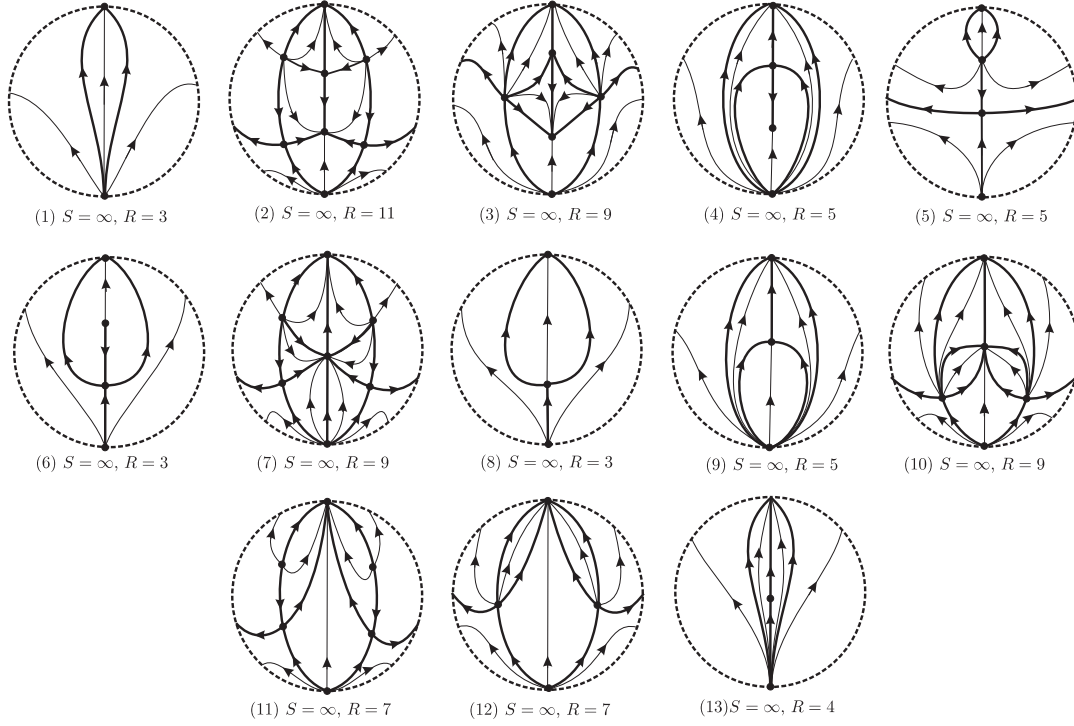 (1) S = ∞, R = 3
(2) S = ∞, R = 11
(3) S = ∞, R = 9
(4) S = ∞, R = 5
(5) S = ∞, R = 5
(6) S = ∞, R = 3
(7) S = ∞, R = 9
(8) S = ∞, R = 3
(9) S = ∞, R = 5
(10) S = ∞, R = 9
(11) S = ∞, R = 7
(12) S = ∞, R = 7
(13)S = ∞, R = 4